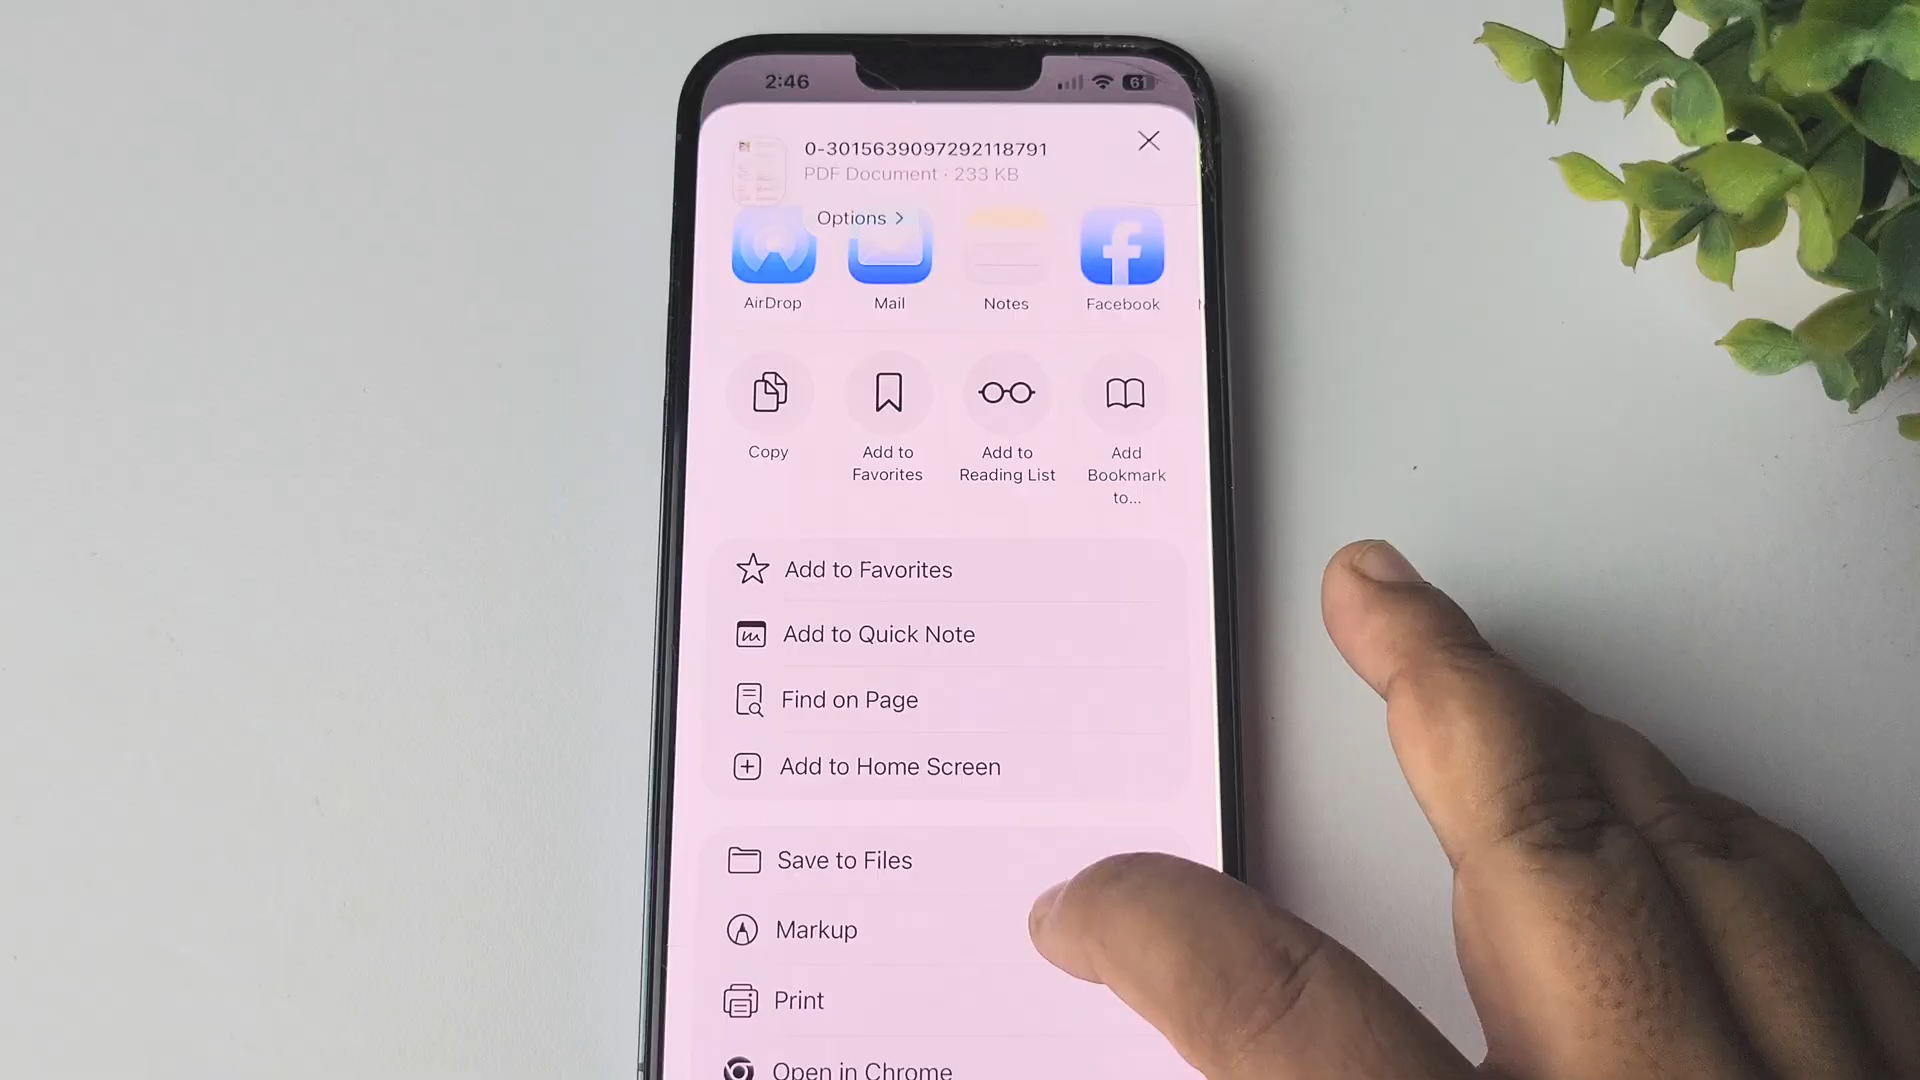 2:46
61
0-3015639097292118791
PDF Document · 233 KB
Options >
AirDrop
Mail
Notes
Facebook
Copy
Add to
Favorites
Add to
Reading List
Add
Bookmark
to...
Add to Favorites
Add to Quick Note
Find on Page
Add to Home Screen
Save to Files
Markup
Print
Open in Chrome